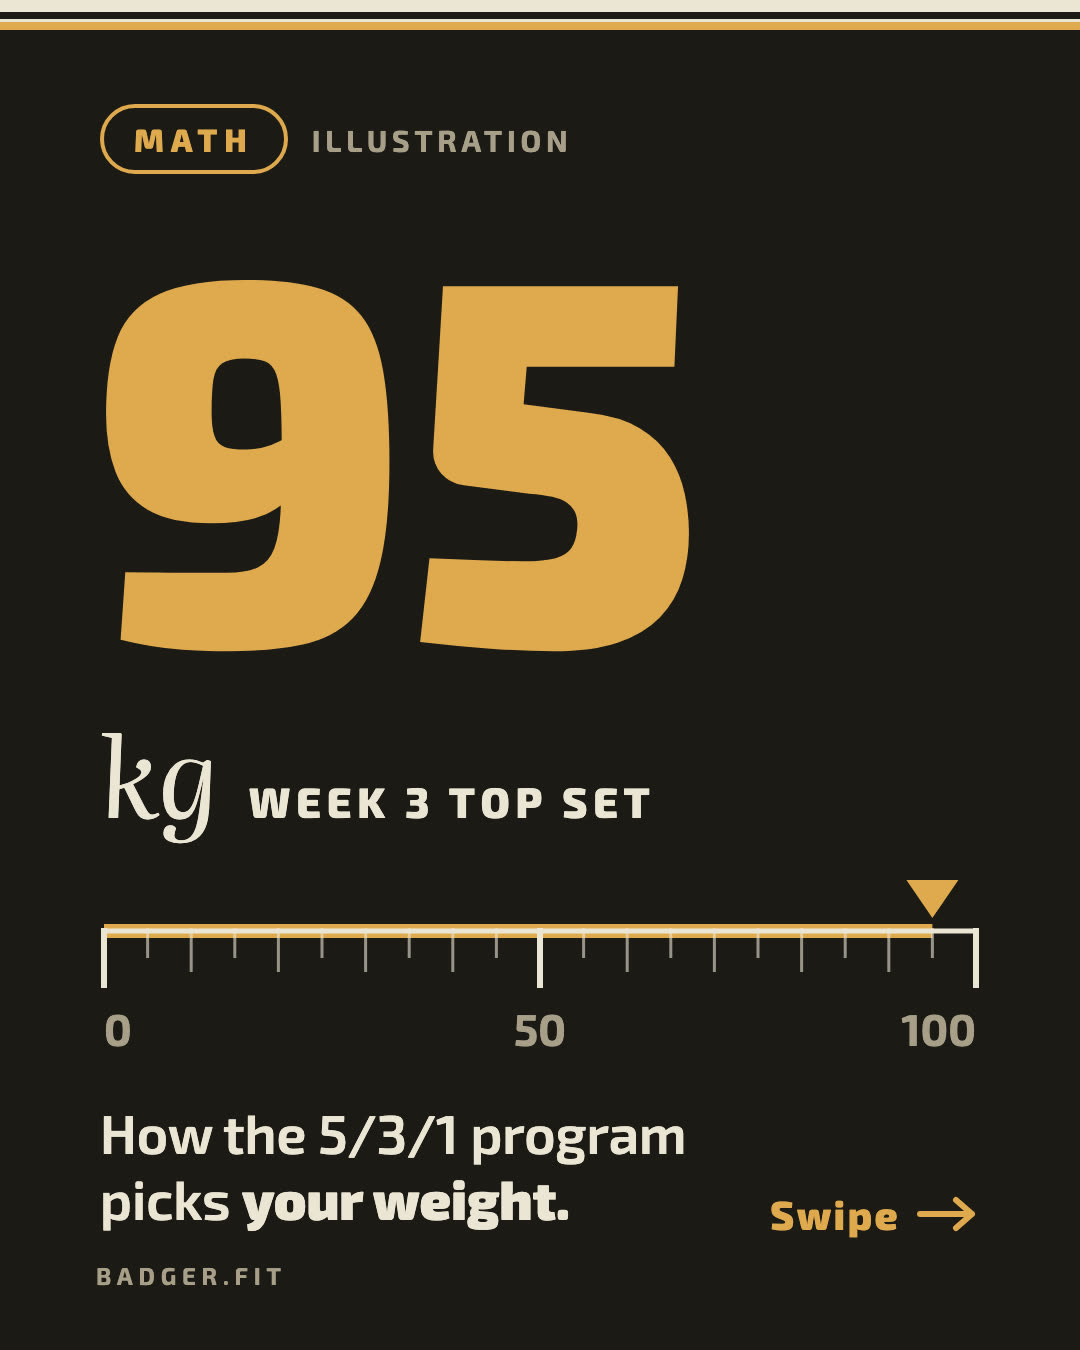 MATH ILLUSTRATION
95
kg WEEK 3 TOP SET
0 50 100
How the 5/3/1 program
picks your weight.
Swipe →
BADGER.FIT